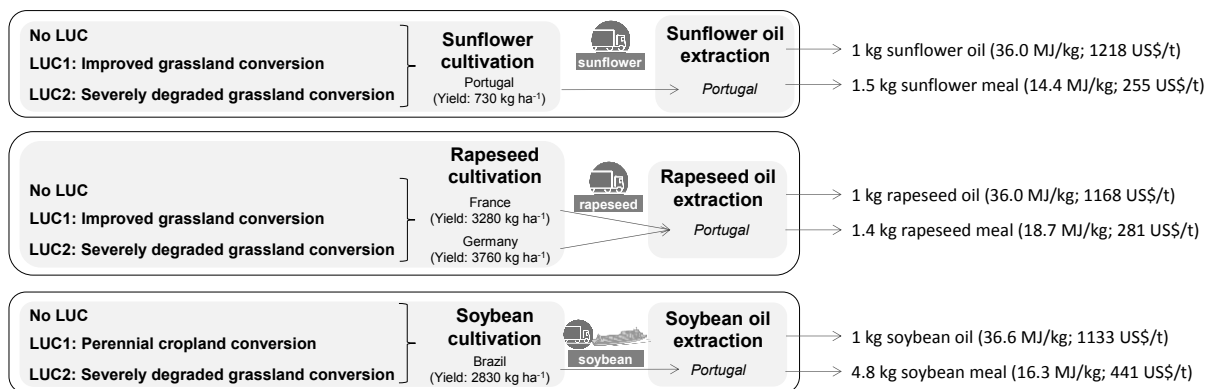 No LUC
LUC1: Improved grassland conversion
LUC2: Severely degraded grassland conversion
Sunflower
cultivation
Portugal
(Yield: 730 kg ha⁻¹)
sunflower
Sunflower oil
extraction
Portugal
1 kg sunflower oil (36.0 MJ/kg; 1218 US$/t)
1.5 kg sunflower meal (14.4 MJ/kg; 255 US$/t)
No LUC
LUC1: Improved grassland conversion
LUC2: Severely degraded grassland conversion
Rapeseed
cultivation
France
(Yield: 3280 kg ha⁻¹)
Germany
(Yield: 3760 kg ha⁻¹)
rapeseed
Rapeseed oil
extraction
Portugal
1 kg rapeseed oil (36.0 MJ/kg; 1168 US$/t)
1.4 kg rapeseed meal (18.7 MJ/kg; 281 US$/t)
No LUC
LUC1: Perennial cropland conversion
LUC2: Severely degraded grassland conversion
Soybean
cultivation
Brazil
(Yield: 2830 kg ha⁻¹)
soybean
Soybean oil
extraction
Portugal
1 kg soybean oil (36.6 MJ/kg; 1133 US$/t)
4.8 kg soybean meal (16.3 MJ/kg; 441 US$/t)